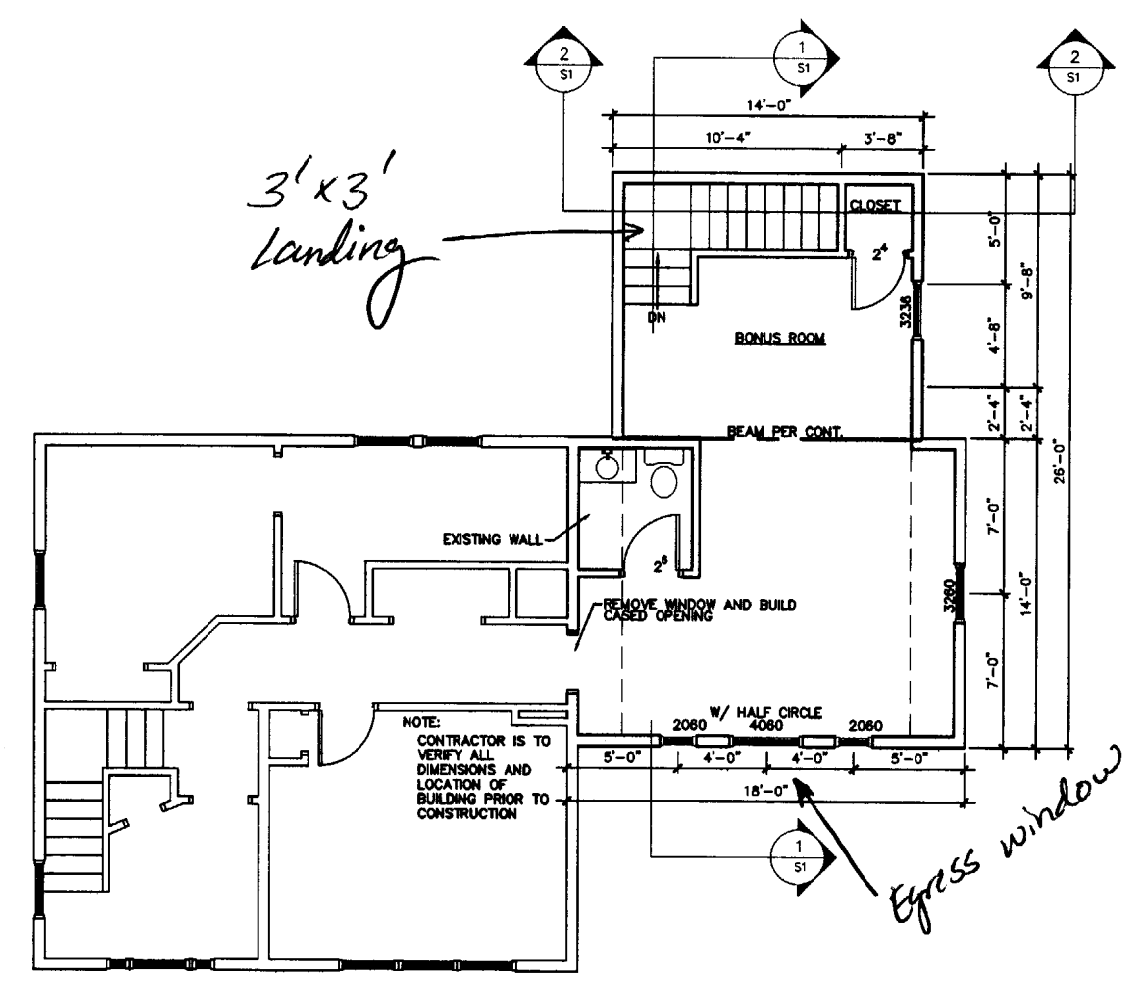 2
S1
1
S1
2
S1
14'-0"
10'-4"
3'-8"
3'x3'
Landing
CLOSET
2⁴
DN
BONUS ROOM
3236
5'-0"
4'-8"
2'-4"
9'-8"
2'-4"
26'-0"
BEAM PER CONT.
EXISTING WALL
2⁶
REMOVE WINDOW AND BUILD
CASED OPENING
3260
7'-0"
7'-0"
14'-0"
W/ HALF CIRCLE
2060
4060
2060
5'-0"
4'-0"
4'-0"
5'-0"
18'-0"
NOTE:
CONTRACTOR IS TO
VERIFY ALL
DIMENSIONS AND
LOCATION OF
BUILDING PRIOR TO
CONSTRUCTION
1
S1
Egress window